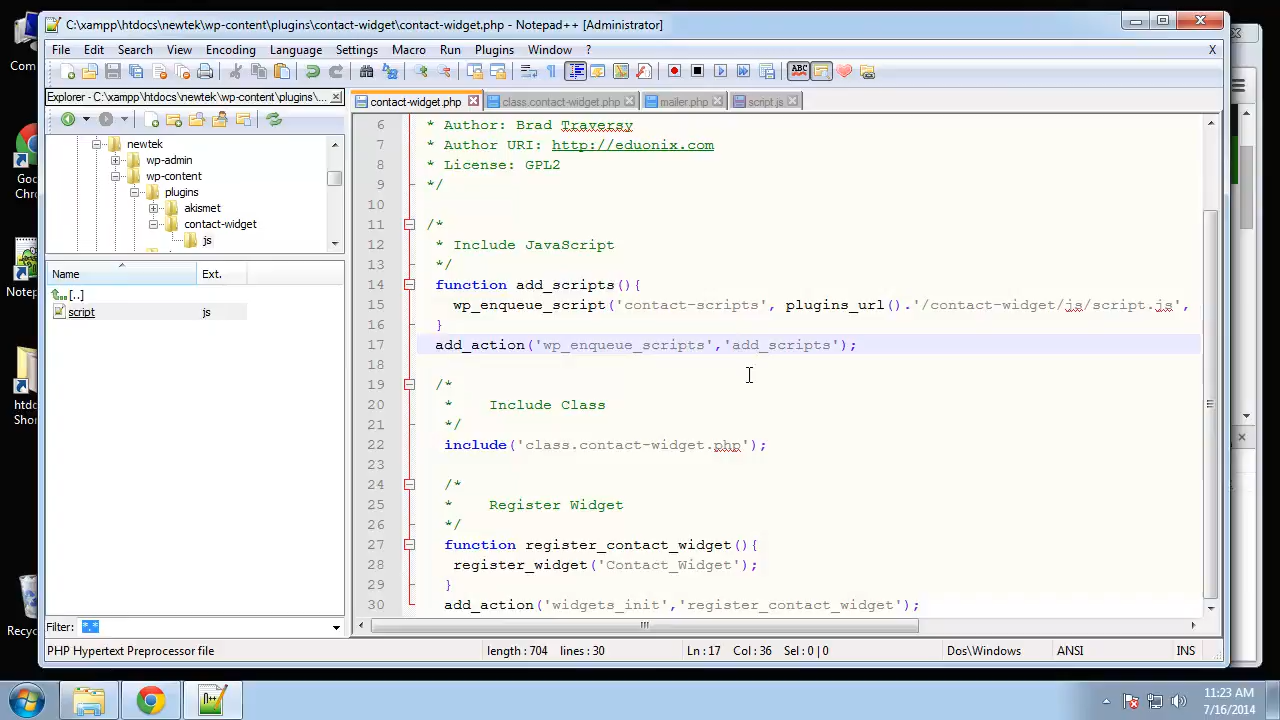 C:\xampp\htdocs\newtek\wp-content\plugins\contact-widget\contact-widget.php - Notepad++ [Administrator]
File Edit Search View Encoding Language Settings Macro Run Plugins Window ? X
Explorer - C:\xampp\htdocs\newtek\wp-content\plugins\...
contact-widget.php class.contact-widget.php mailer.php script.js
newtek
wp-admin
wp-content
plugins
akismet
contact-widget
js
Name Ext.
[..]
script js
Filter: *.*
6 * Author: Brad Traversy
7 * Author URI: http://eduonix.com
8 * License: GPL2
9 */
10
11 /*
12 * Include JavaScript
13 */
14 function add_scripts(){
15 wp_enqueue_script('contact-scripts', plugins_url().'/contact-widget/js/script.js',
16 }
17 add_action('wp_enqueue_scripts','add_scripts');
18
19 /*
20 * Include Class
21 */
22 include('class.contact-widget.php');
23
24 /*
25 * Register Widget
26 */
27 function register_contact_widget(){
28 register_widget('Contact_Widget');
29 }
30 add_action('widgets_init','register_contact_widget');
PHP Hypertext Preprocessor file length : 704 lines : 30 Ln : 17 Col : 36 Sel : 0 | 0 Dos\Windows ANSI INS
Com
Goo
Chro
Notep
htd
Shor
Recyc
11:23 AM
7/16/2014